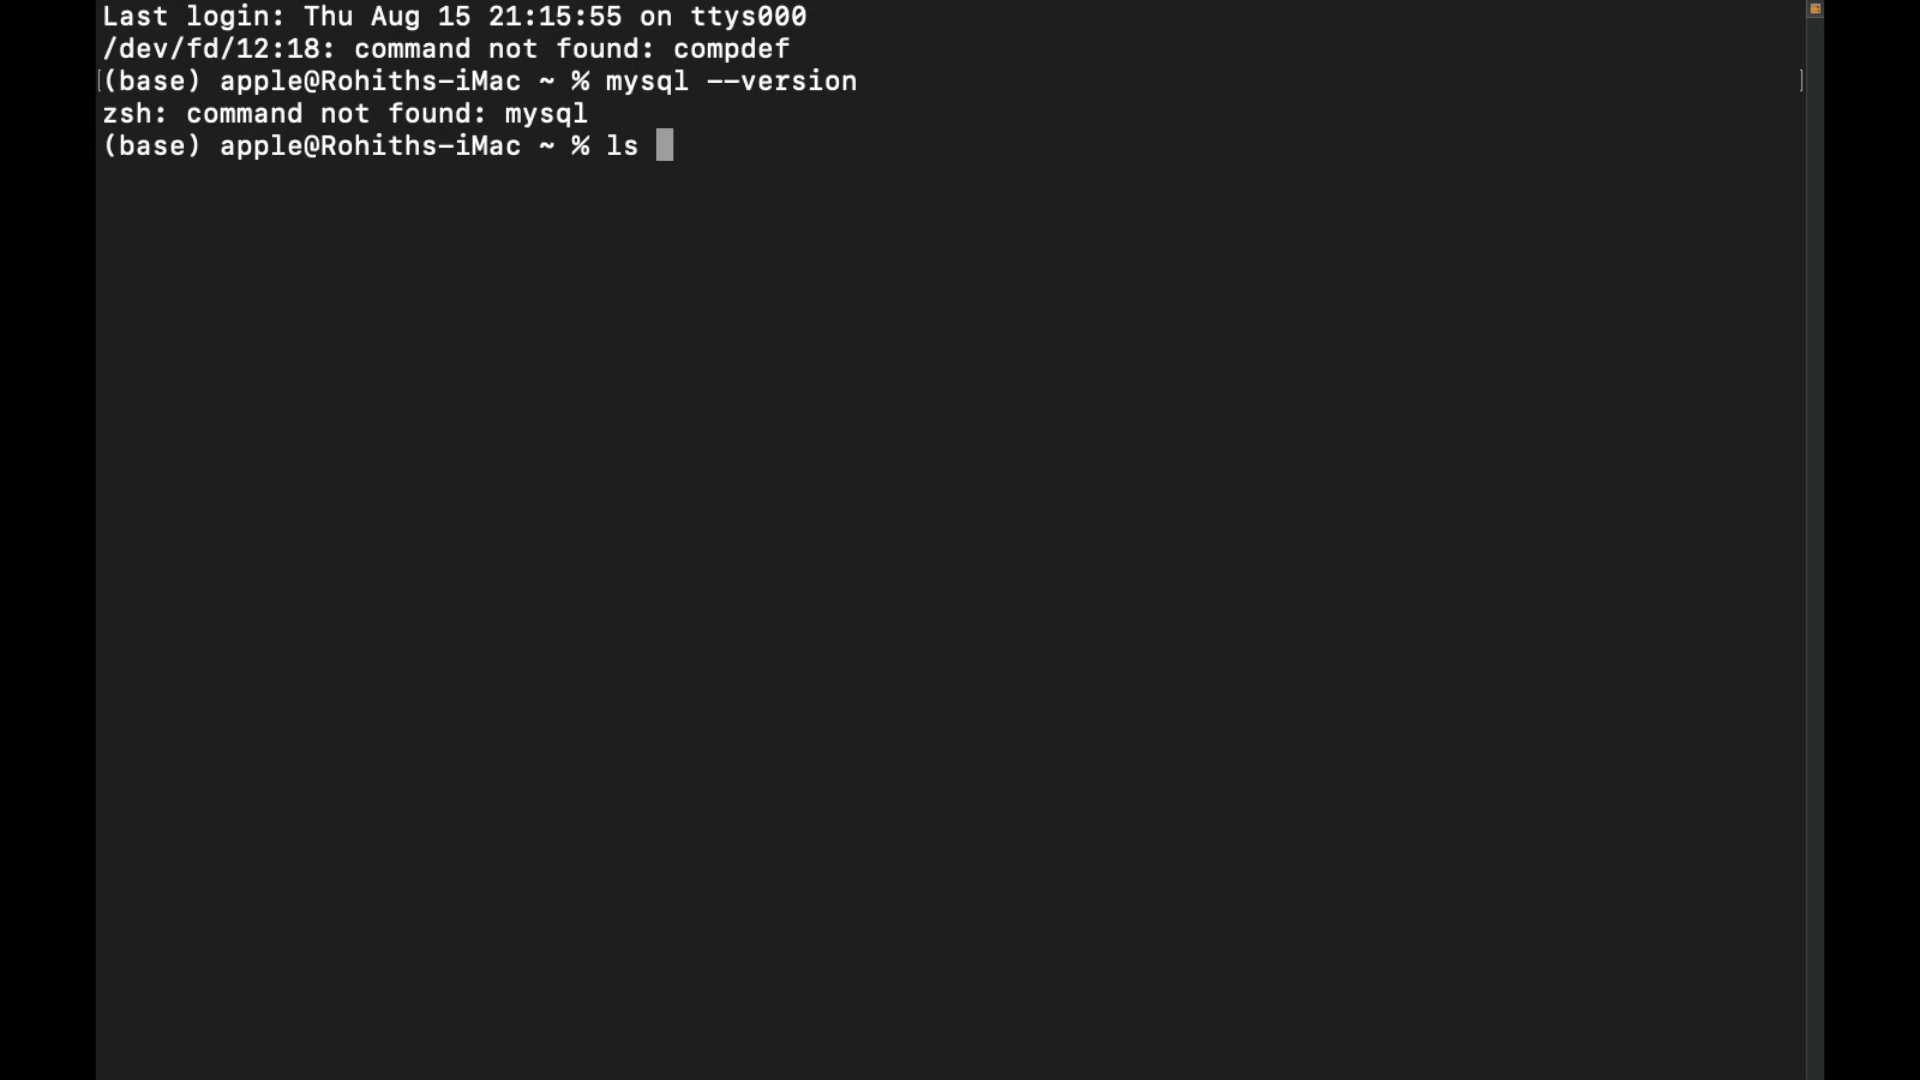 Last login: Thu Aug 15 21:15:55 on ttys000
/dev/fd/12:18: command not found: compdef
[(base) apple@Rohiths-iMac ~ % mysql --version ]
zsh: command not found: mysql
(base) apple@Rohiths-iMac ~ % ls